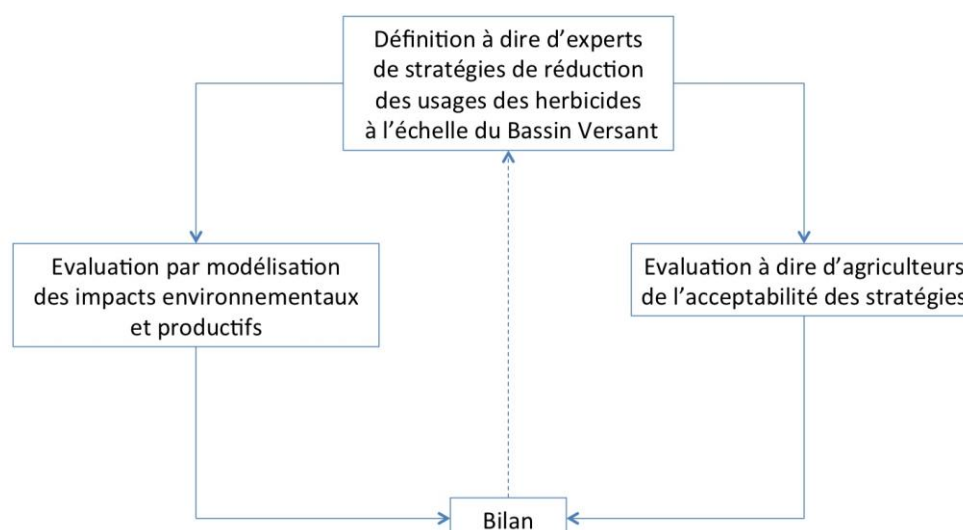 Définition à dire d’experts
de stratégies de réduction
des usages des herbicides
à l’échelle du Bassin Versant
Evaluation par modélisation
des impacts environnementaux
et productifs
Evaluation à dire d’agriculteurs
de l’acceptabilité des stratégies
Bilan